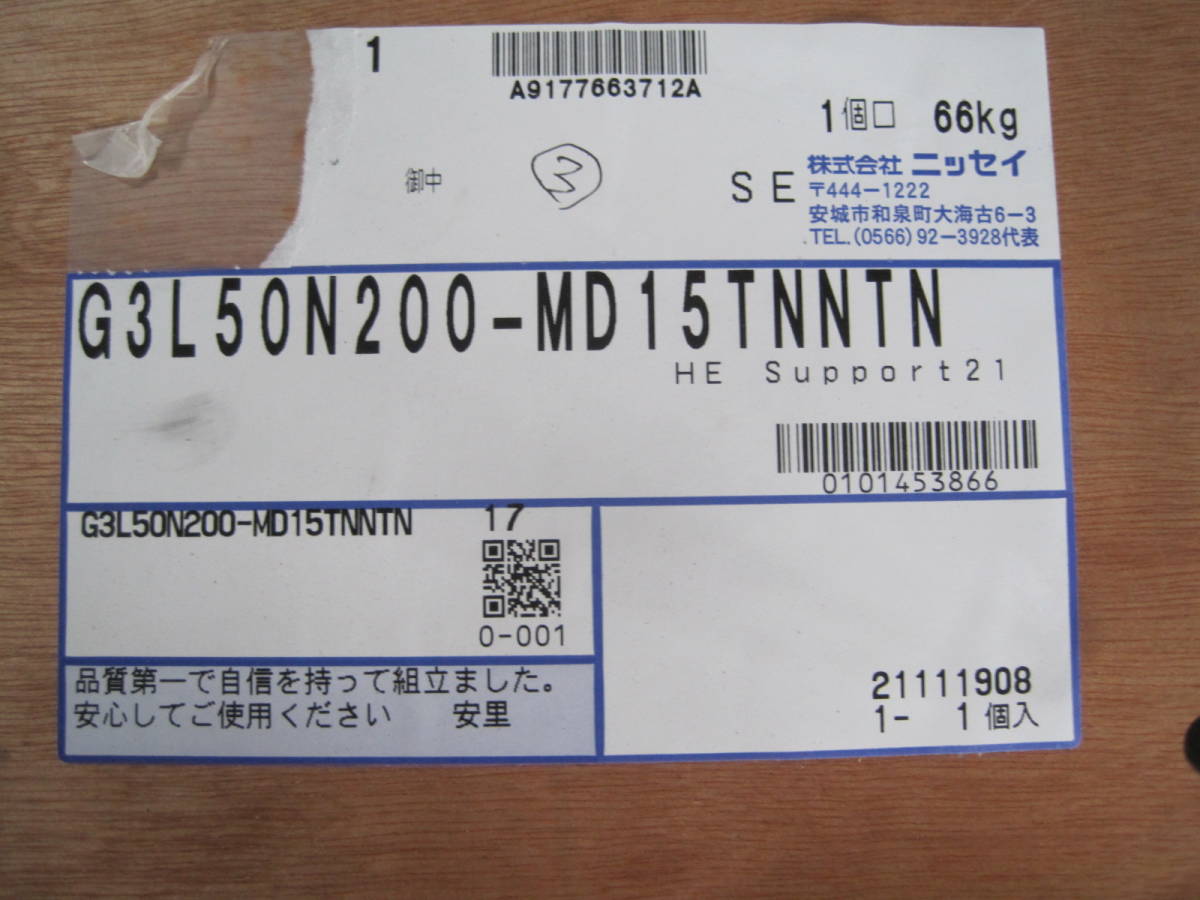 1
A9177663712A
1個口 66kg
御中
3
SE
株式会社 ニッセイ
〒444-1222
安城市和泉町大海古6-3
TEL.(0566)92-3928代表
G3L50N200-MD15TNNTN
HE Support21
0101453866
G3L50N200-MD15TNNTN 17
0-001
品質第一で自信を持って組立ました。
安心してご使用ください 安里
21111908
1- 1個入